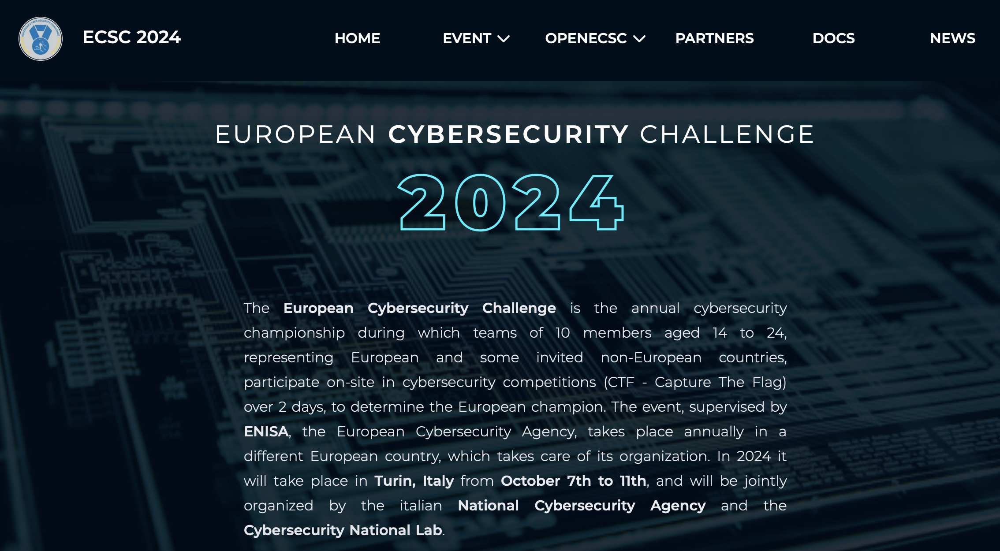 EUROPEAN CYBER SECURITY CHALLENGE
ECSC 2024
HOME
EVENT
OPENECSC
PARTNERS
DOCS
NEWS
EUROPEAN CYBERSECURITY CHALLENGE
2024
The European Cybersecurity Challenge is the annual cybersecurity
championship during which teams of 10 members aged 14 to 24,
representing European and some invited non-European countries,
participate on-site in cybersecurity competitions (CTF - Capture The Flag)
over 2 days, to determine the European champion. The event, supervised by
ENISA, the European Cybersecurity Agency, takes place annually in a
different European country, which takes care of its organization. In 2024 it
will take place in Turin, Italy from October 7th to 11th, and will be jointly
organized by the italian National Cybersecurity Agency and the
Cybersecurity National Lab.